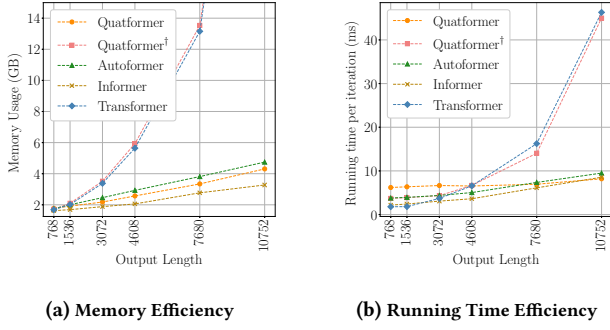 14
12
10
8
6
4
2
Memory Usage (GB)
Quatformer
Quatformer†
Autoformer
Informer
Transformer
768
1536
3072
4608
7680
10752
Output Length
(a) Memory Efficiency
40
30
20
10
0
Running time per iteration (ms)
Quatformer
Quatformer†
Autoformer
Informer
Transformer
768
1536
3072
4608
7680
10752
Output Length
(b) Running Time Efficiency